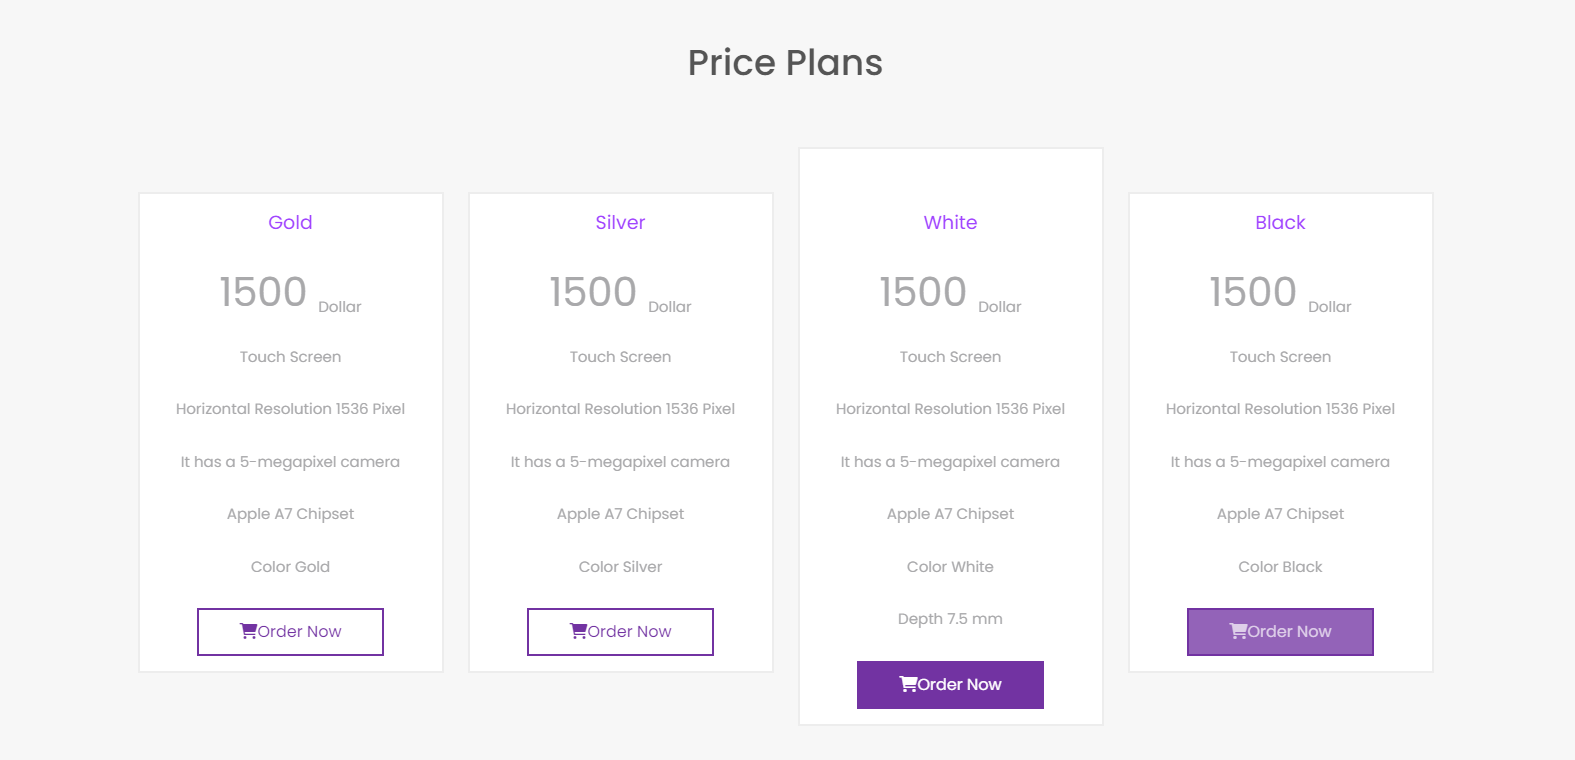 Price Plans
Gold
1500 Dollar
Touch Screen
Horizontal Resolution 1536 Pixel
It has a 5-megapixel camera
Apple A7 Chipset
Color Gold
Order Now
Silver
1500 Dollar
Touch Screen
Horizontal Resolution 1536 Pixel
It has a 5-megapixel camera
Apple A7 Chipset
Color Silver
Order Now
White
1500 Dollar
Touch Screen
Horizontal Resolution 1536 Pixel
It has a 5-megapixel camera
Apple A7 Chipset
Color White
Depth 7.5 mm
Order Now
Black
1500 Dollar
Touch Screen
Horizontal Resolution 1536 Pixel
It has a 5-megapixel camera
Apple A7 Chipset
Color Black
Order Now